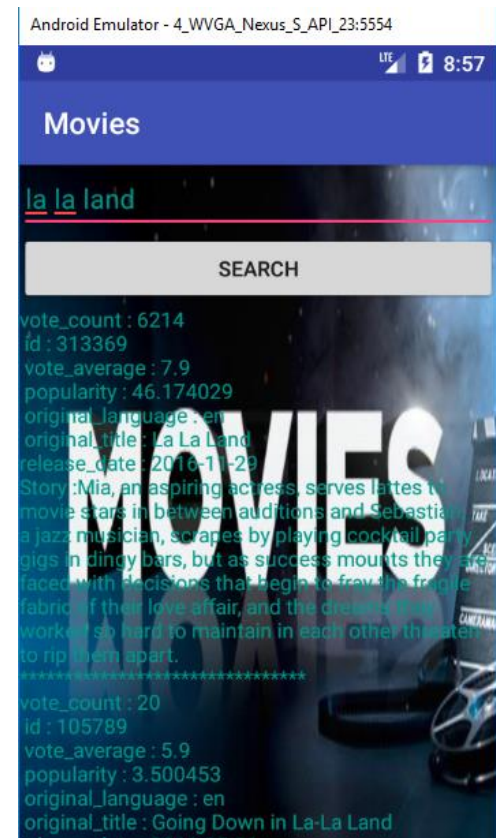 Android Emulator - 4_WVGA_Nexus_S_API_23:5554
LTE 8:57
Movies
la la land
SEARCH
vote_count : 6214
id : 313369
vote_average : 7.9
popularity : 46.174029
original_language : en
original_title : La La Land
release_date : 2016-11-29
Story :Mia, an aspiring actress, serves lattes to
movie stars in between auditions and Sebastian,
a jazz musician, scrapes by playing cocktail party
gigs in dingy bars, but as success mounts they are
faced with decisions that begin to fray the fragile
fabric of their love affair, and the dreams they
worked so hard to maintain in each other threaten
to rip them apart.
********************************
vote_count : 20
id : 105789
vote_average : 5.9
popularity : 3.500453
original_language : en
original_title : Going Down in La-La Land
MOVIES
TAKE